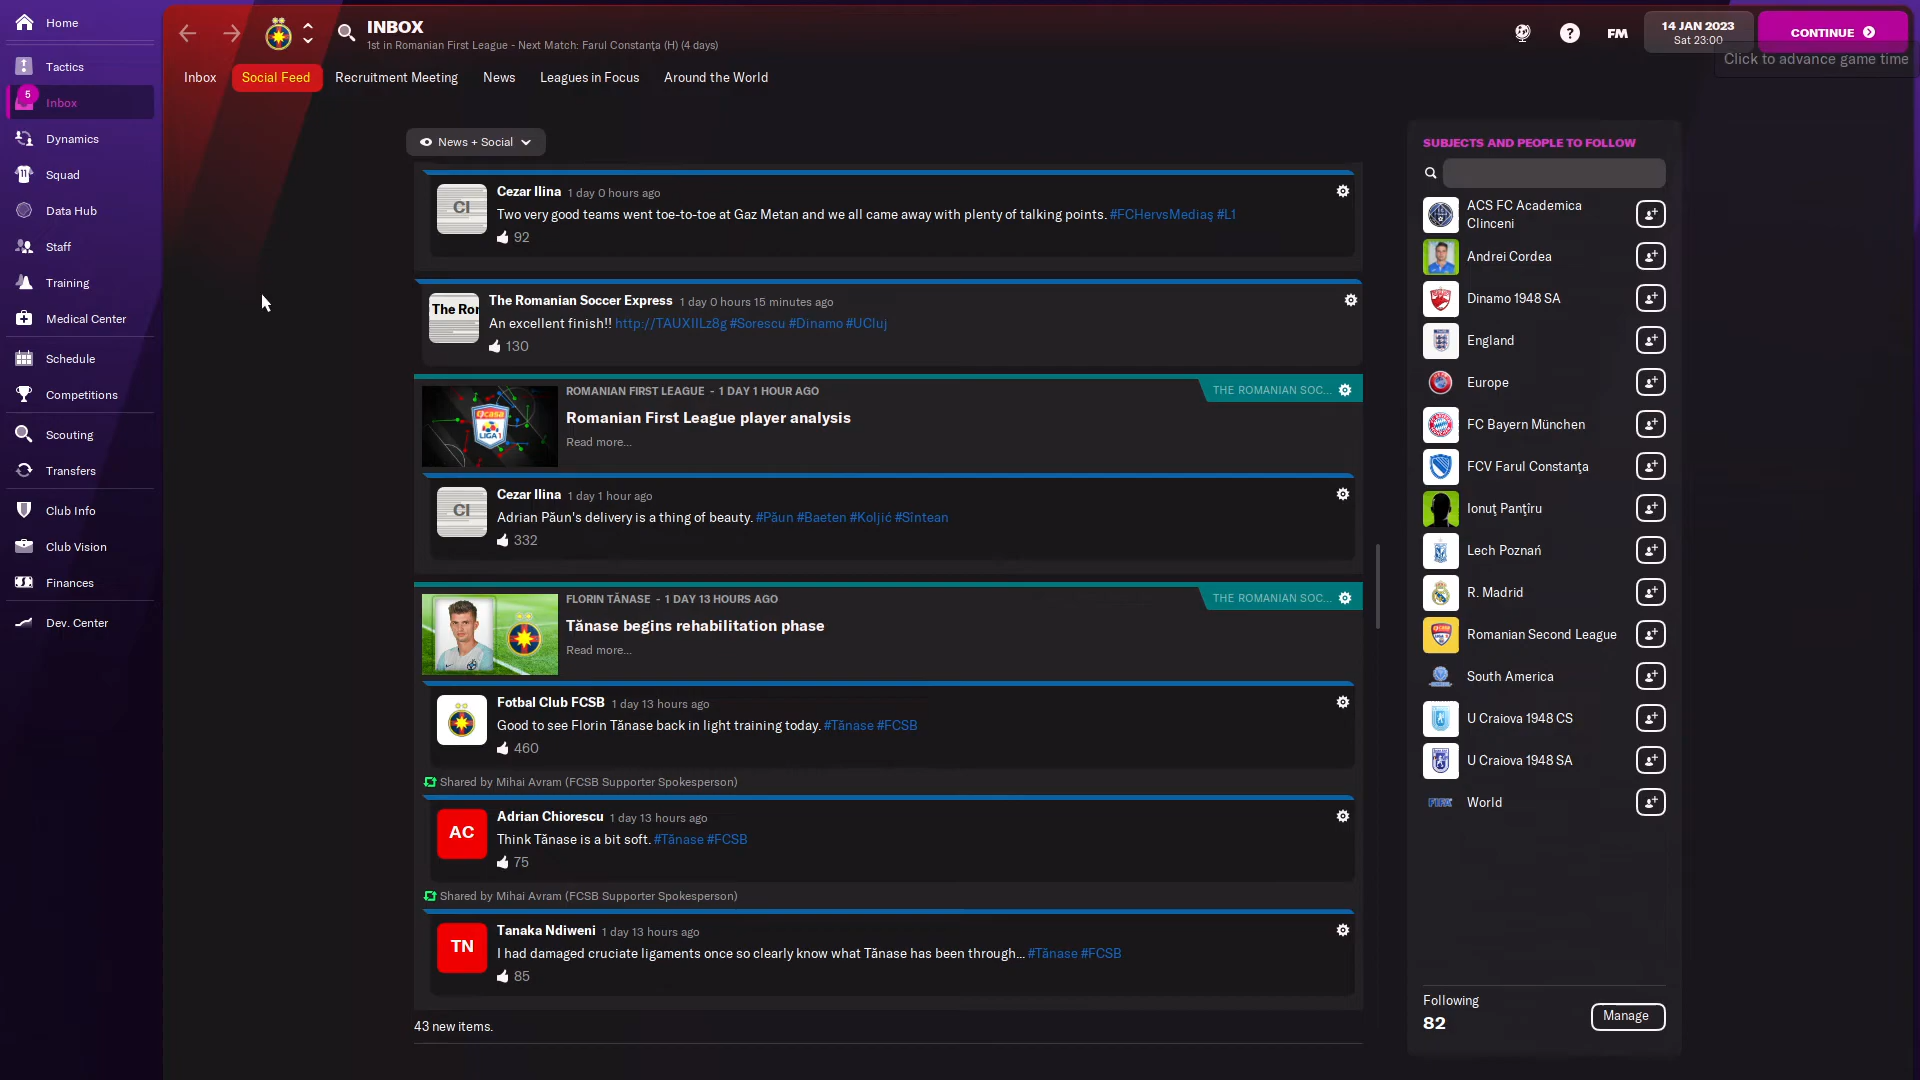 Home
Tactics
5
Inbox
Dynamics
11
Squad
Data Hub
Staff
Training
Medical Center
Schedule
Competitions
Scouting
Transfers
Club Info
Club Vision
Finances
Dev. Center
INBOX
1st in Romanian First League - Next Match: Farul Constanța (H) (4 days)
?
FM
14 JAN 2023
Sat 23:00
CONTINUE
Click to advance game time
Inbox
Social Feed
Recruitment Meeting
News
Leagues in Focus
Around the World
News + Social
CI
Cezar Ilina 1 day 0 hours ago
Two very good teams went toe-to-toe at Gaz Metan and we all came away with plenty of talking points. #FCHervsMediaş #L1
92
The Ror
The Romanian Soccer Express 1 day 0 hours 15 minutes ago
An excellent finish!! http://TAUXIILz8g #Sorescu #Dinamo #UCluj
130
casa
LIGA 1
ROMANIAN FIRST LEAGUE - 1 DAY 1 HOUR AGO
THE ROMANIAN SOC...
Romanian First League player analysis
Read more...
CI
Cezar Ilina 1 day 1 hour ago
Adrian Păun's delivery is a thing of beauty. #Păun #Baeten #Koljić #Sîntean
332
FLORIN TĂNASE - 1 DAY 13 HOURS AGO
THE ROMANIAN SOC...
Tănase begins rehabilitation phase
Read more...
Fotbal Club FCSB 1 day 13 hours ago
Good to see Florin Tănase back in light training today. #Tănase #FCSB
460
Shared by Mihai Avram (FCSB Supporter Spokesperson)
AC
Adrian Chiorescu 1 day 13 hours ago
Think Tănase is a bit soft. #Tănase #FCSB
75
Shared by Mihai Avram (FCSB Supporter Spokesperson)
TN
Tanaka Ndiweni 1 day 13 hours ago
I had damaged cruciate ligaments once so clearly know what Tănase has been through... #Tănase #FCSB
85
43 new items.
SUBJECTS AND PEOPLE TO FOLLOW
ACS FC Academica
Clinceni
Andrei Cordea
Dinamo 1948 SA
England
Europe
FC Bayern München
FCV Farul Constanța
Ionuț Panțîru
Lech Poznań
R. Madrid
Romanian Second League
South America
U Craiova 1948 CS
U Craiova 1948 SA
FIFA
World
Following
82
Manage